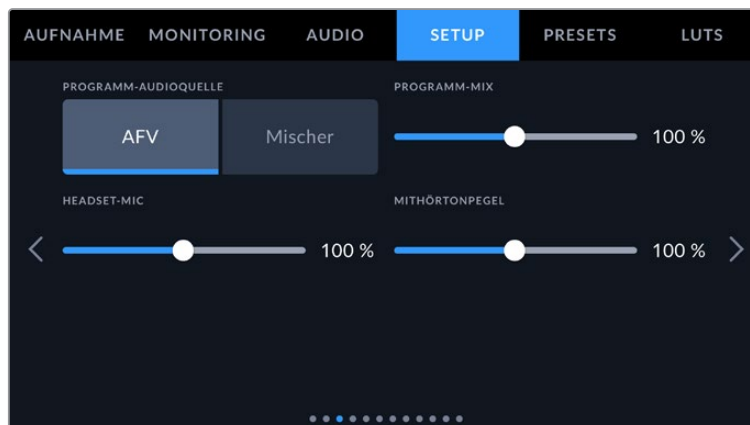 AUFNAHME MONITORING AUDIO SETUP PRESETS LUTS
PROGRAMM-AUDIOQUELLE PROGRAMM-MIX
AFV Mischer 100 %
HEADSET-MIC MITHÖRTONPEGEL
100 % 100 %